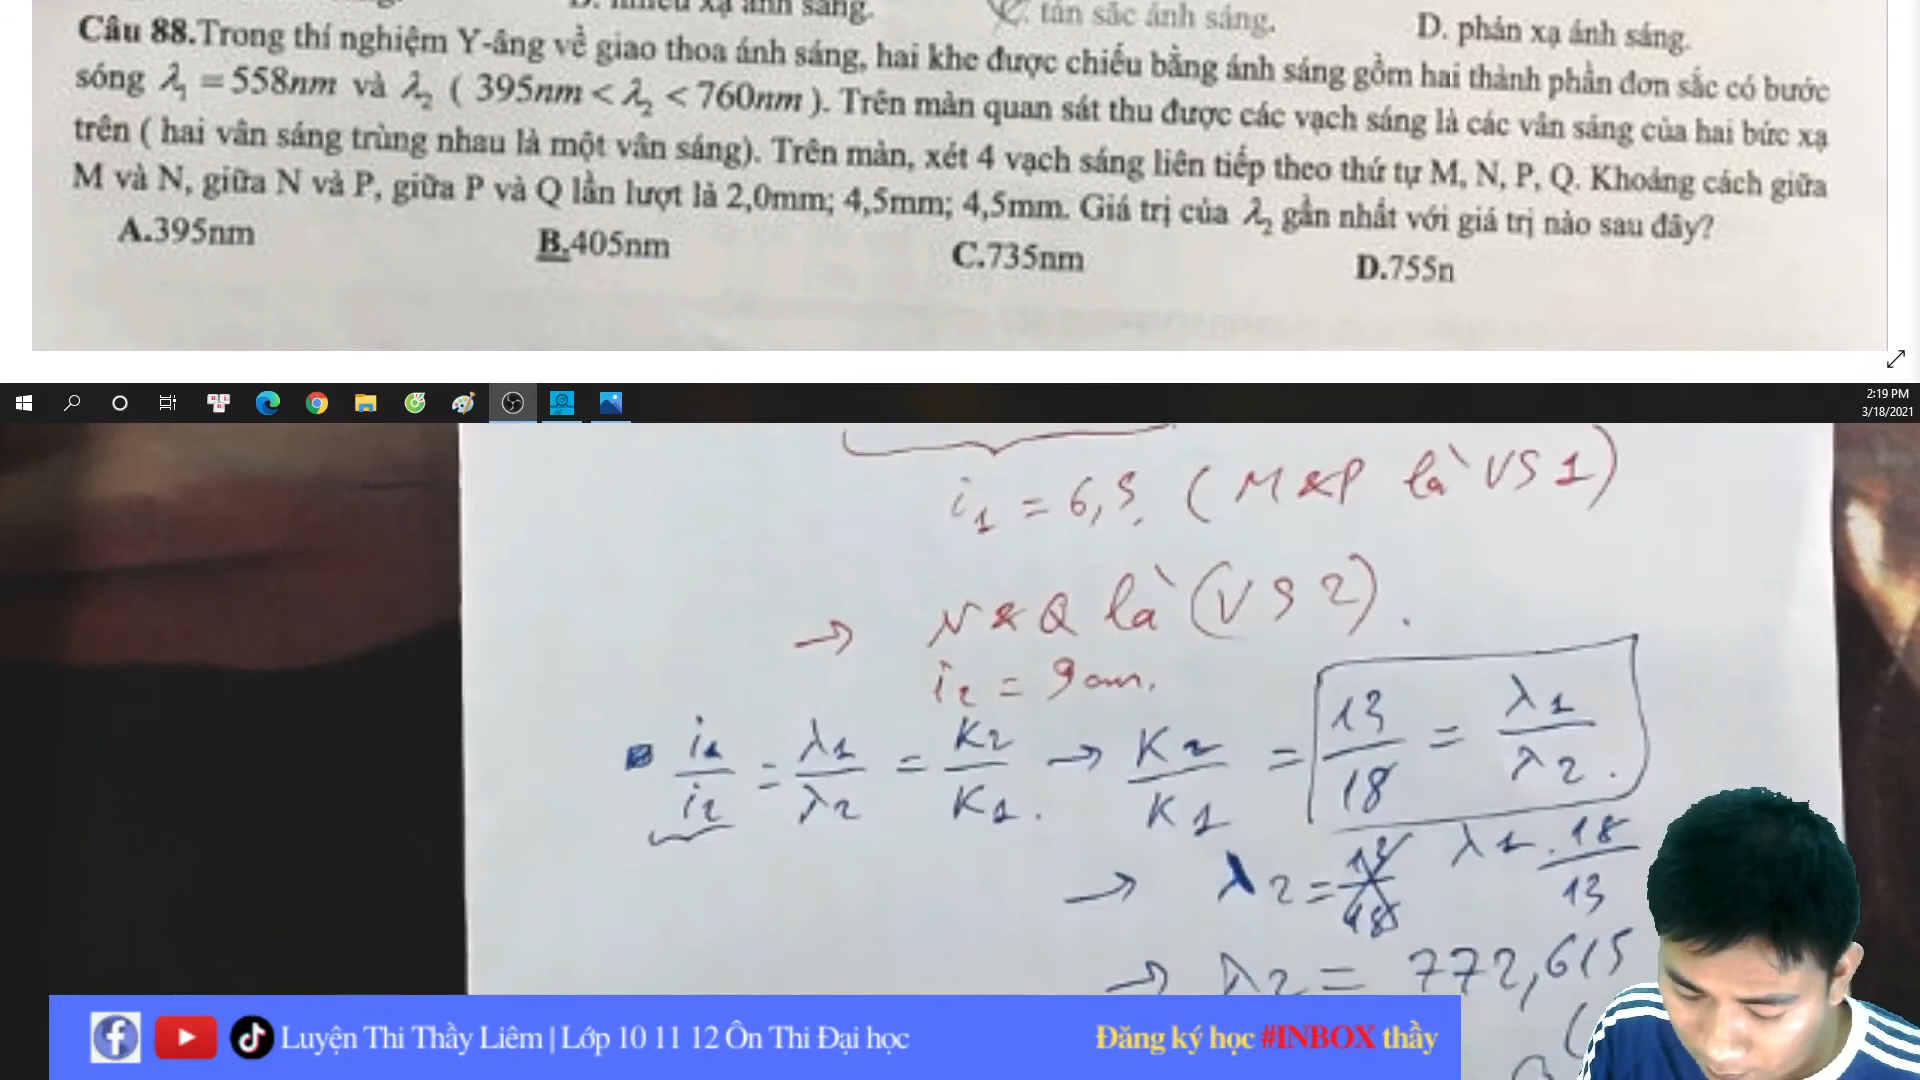 D. nhiễu xạ ánh sáng. C. tán sắc ánh sáng. D. phản xạ ánh sáng.
Câu 88.Trong thí nghiệm Y-âng về giao thoa ánh sáng, hai khe được chiếu bằng ánh sáng gồm hai thành phần đơn sắc có bước
sóng λ₁ = 558nm và λ₂ ( 395nm < λ₂ < 760nm ). Trên màn quan sát thu được các vạch sáng là các vân sáng của hai bức xạ
trên ( hai vân sáng trùng nhau là một vân sáng). Trên màn, xét 4 vạch sáng liên tiếp theo thứ tự M, N, P, Q. Khoảng cách giữa
M và N, giữa N và P, giữa P và Q lần lượt là 2,0mm; 4,5mm; 4,5mm. Giá trị của λ₂ gần nhất với giá trị nào sau đây?
A.395nm B.405nm C.735nm D.755n
2:19 PM
3/18/2021
i₁ = 6,5. ( M & P là VS 1)
→ N & Q là (VS 2).
i₂ = 9mm.
i₁/i₂ = λ₁/λ₂ = K₂/K₁. → K₂/K₁ = 13/18 = λ₁/λ₂.
→ λ₂ = λ₁ . 18/13
→ λ₂ = 772,615
Luyện Thi Thầy Liêm | Lớp 10 11 12 Ôn Thi Đại học Đăng ký học #INBOX thầy